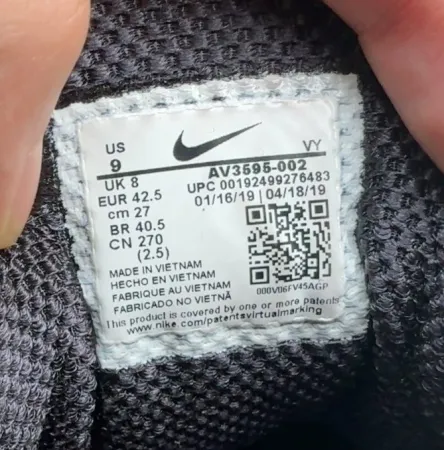 US
9
VY
AV3595-002
UK 8
UPC 00192499276483
EUR 42.5
01/16/19 | 04/18/19
cm 27
BR 40.5
CN 270
(2.5)
MADE IN VIETNAM
HECHO EN VIETNAM
FABRIQUE AU VIETNAM
FABRICADO NO VIETNÃ
000V06FV45AGP
This product is covered by one or more patents
www.nike.com/patentsvirtualmarking